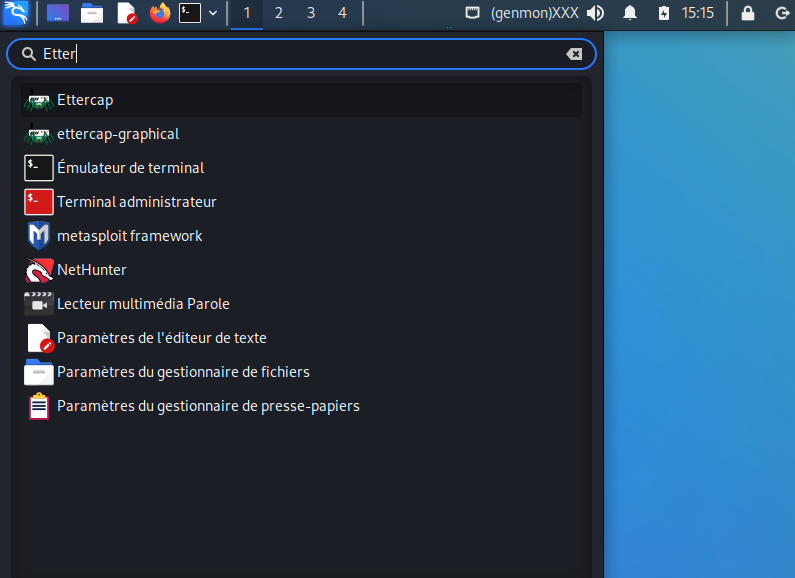 1 2 3 4 (genmon)XXX 15:15
Etter
Ettercap
ettercap-graphical
Émulateur de terminal
Terminal administrateur
metasploit framework
NetHunter
Lecteur multimédia Parole
Paramètres de l'éditeur de texte
Paramètres du gestionnaire de fichiers
Paramètres du gestionnaire de presse-papiers